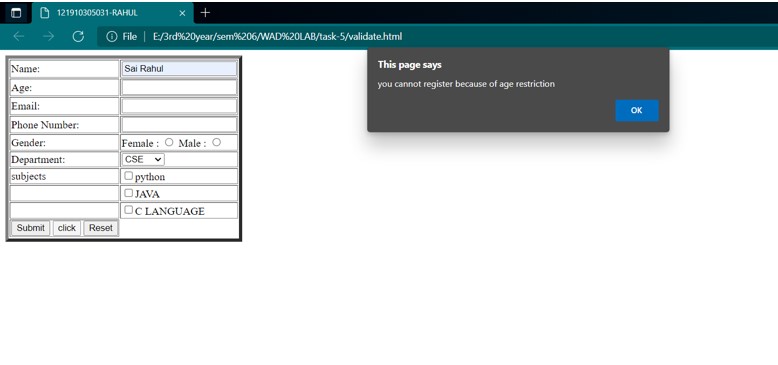 121910305031-RAHUL
File E:/3rd%20year/sem%206/WAD%20LAB/task-5/validate.html
This page says
you cannot register because of age restriction
OK
Name: Sai Rahul
Age:
Email:
Phone Number:
Gender: Female : Male :
Department: CSE
subjects python
JAVA
C LANGUAGE
Submit click Reset